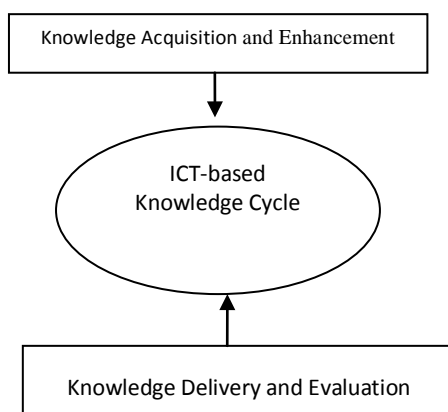 Knowledge Acquisition and Enhancement
ICT-based
Knowledge Cycle
Knowledge Delivery and Evaluation